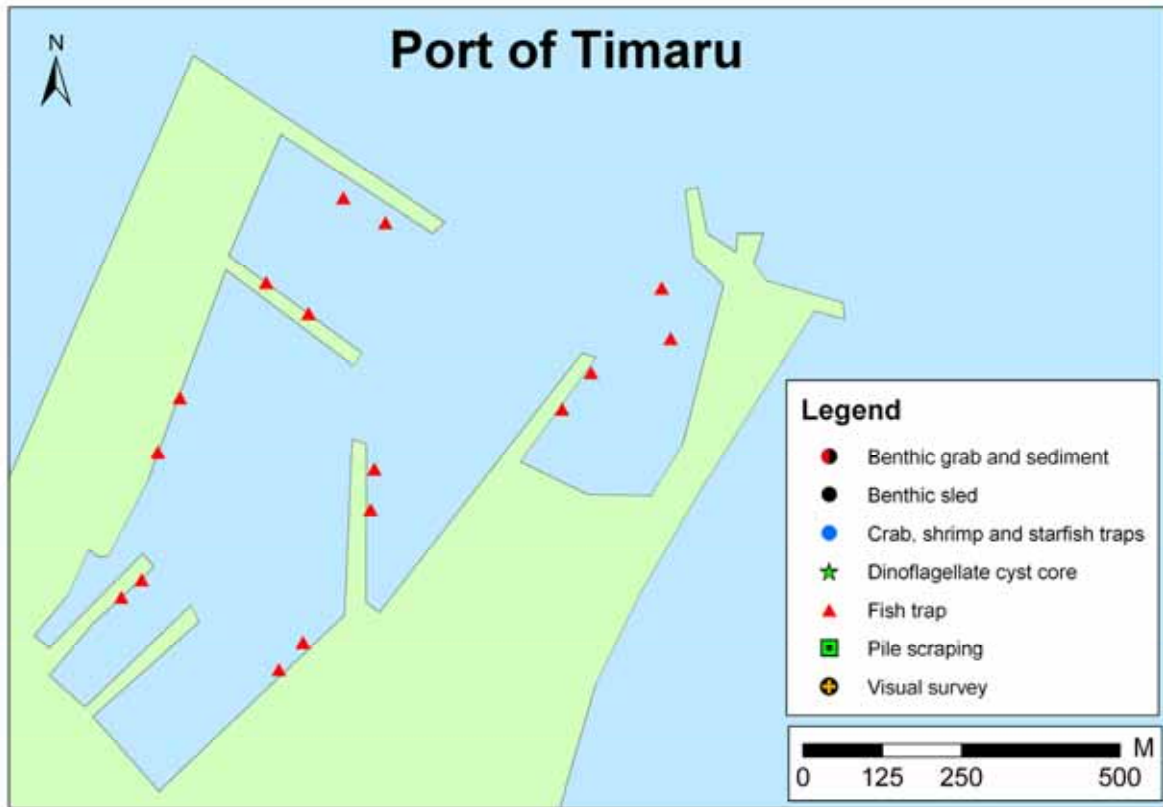 Port of Timaru
N
Legend
Benthic grab and sediment
Benthic sled
Crab, shrimp and starfish traps
Dinoflagellate cyst core
Fish trap
Pile scraping
Visual survey
M
0 125 250 500